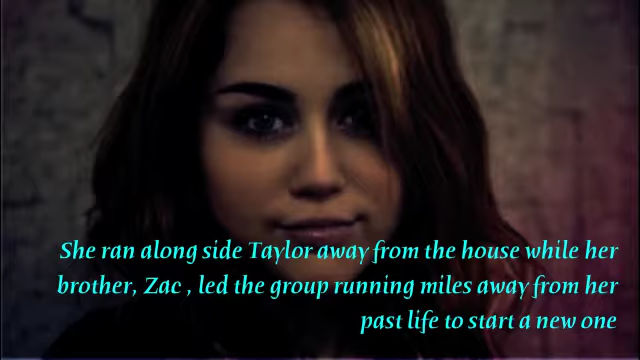 She ran along side Taylor away from the house while her
brother, Zac , led the group running miles away from her
past life to start a new one